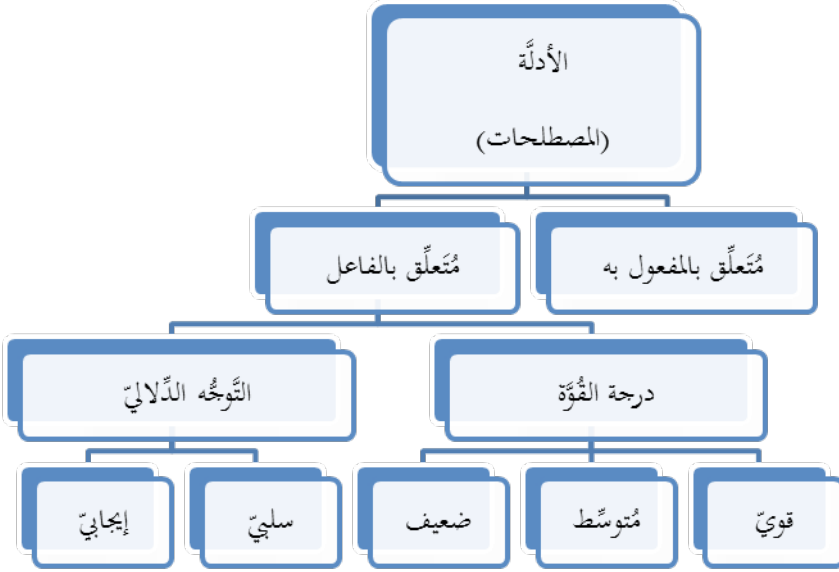 الأدلَّة
(المصطلحات)
مُتَعلِّق بالمفعول به
مُتَعلِّق بالفاعل
درجة القُوَّة
التَّوجُّه الدِّلاليّ
قويّ
مُتوسِّط
ضعيف
سلبيّ
إيجابيّ